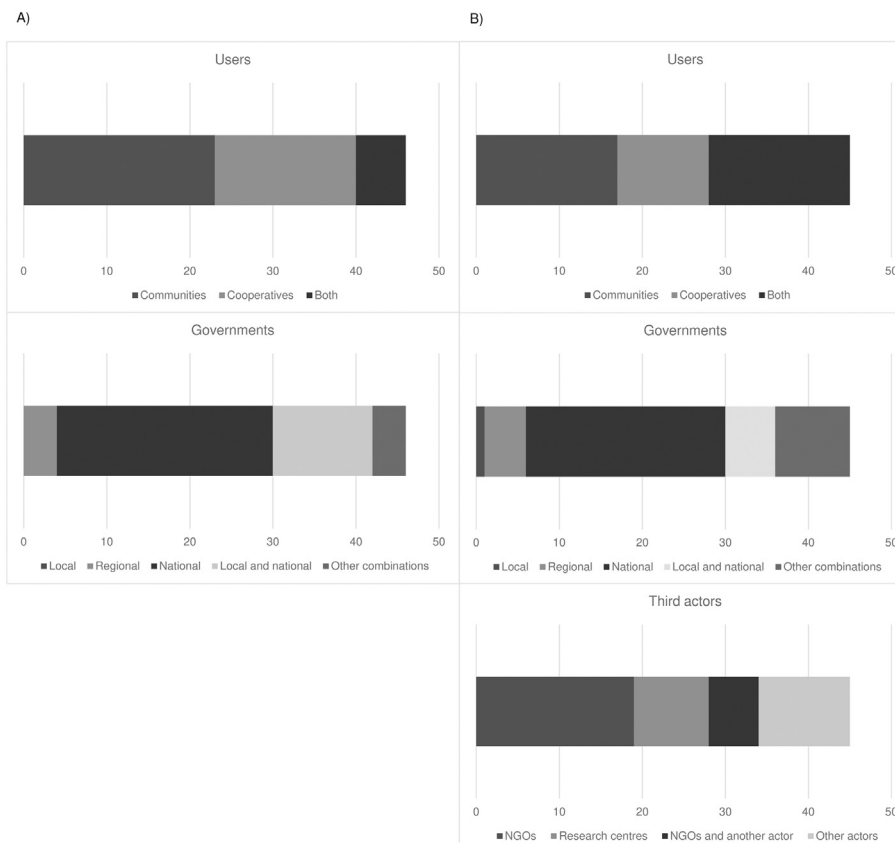 A)
B)
Users
0 10 20 30 40 50
Communities Cooperatives Both
Users
0 10 20 30 40 50
Communities Cooperatives Both
Governments
0 10 20 30 40 50
Local Regional National Local and national Other combinations
Governments
0 10 20 30 40 50
Local Regional National Local and national Other combinations
Third actors
0 10 20 30 40 50
NGOs Research centres NGOs and another actor Other actors